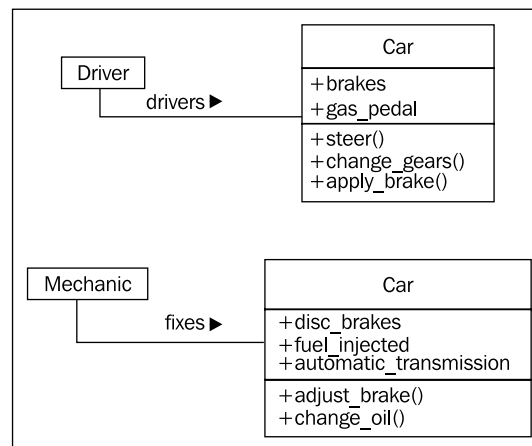 Car
Driver
+brakes
+gas_pedal
drivers ▶
+steer()
+change_gears()
+apply_brake()
Mechanic
Car
+disc_brakes
+fuel_injected
+automatic_transmission
fixes ▶
+adjust_brake()
+change_oil()